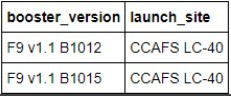 booster_version launch_site
F9 v1.1 B1012 CCAFS LC-40
F9 v1.1 B1015 CCAFS LC-40